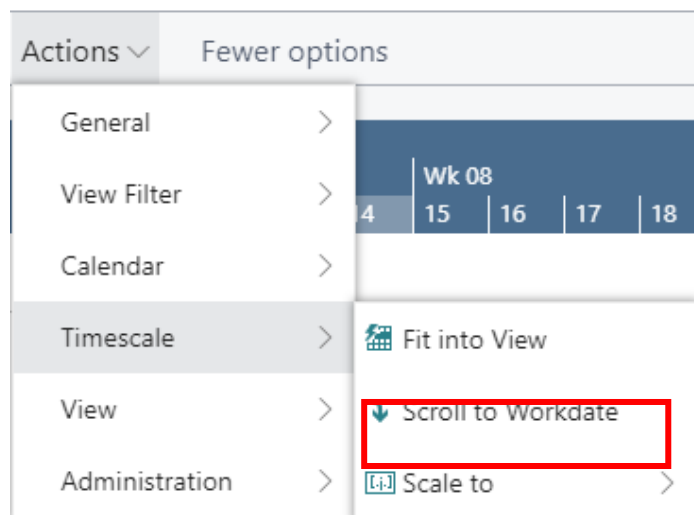 Actions Fewer options
General
Wk 08
View Filter
14 15 16 17 18
Calendar
Timescale
Fit into View
View
Scroll to Workdate
Administration
Scale to